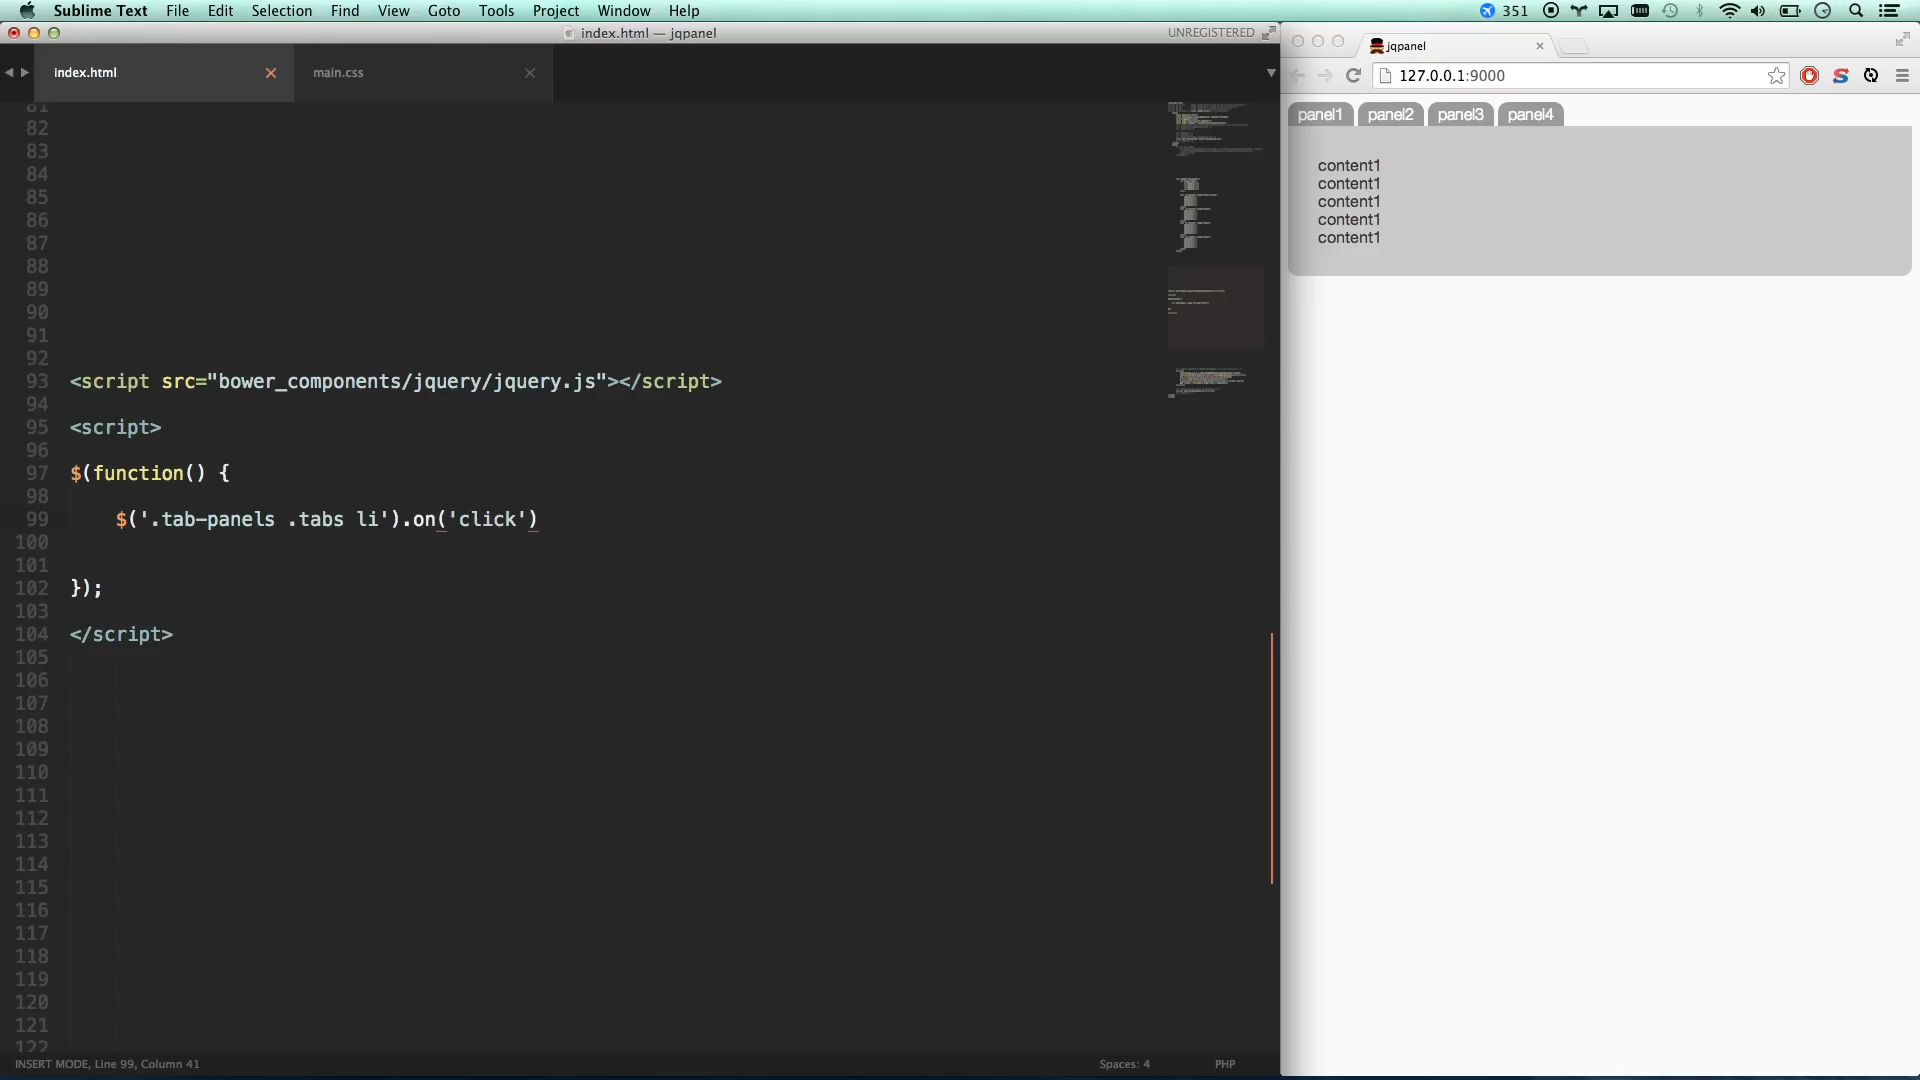 Sublime Text File Edit Selection Find View Goto Tools Project Window Help 351
index.html — jqpanel UNREGISTERED
jqpanel
index.html main.css
127.0.0.1:9000
panel1 panel2 panel3 panel4
content1
content1
content1
content1
content1
81
82
83
84
85
86
87
88
89
90
91
92
93 <script src="bower_components/jquery/jquery.js"></script>
94
95 <script>
96
97 $(function() {
98
99 $('.tab-panels .tabs li').on('click')
100
101
102 });
103
104 </script>
105
106
107
108
109
110
111
112
113
114
115
116
117
118
119
120
121
122
INSERT MODE, Line 99, Column 41 Spaces: 4 PHP